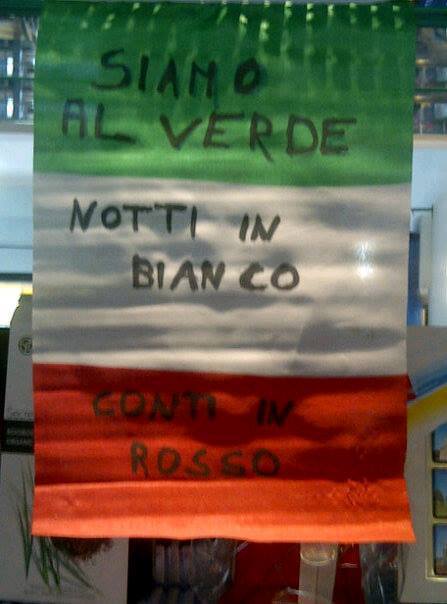 SIAMO
AL VERDE
NOTTI IN
BIANCO
CONTI IN
ROSSO